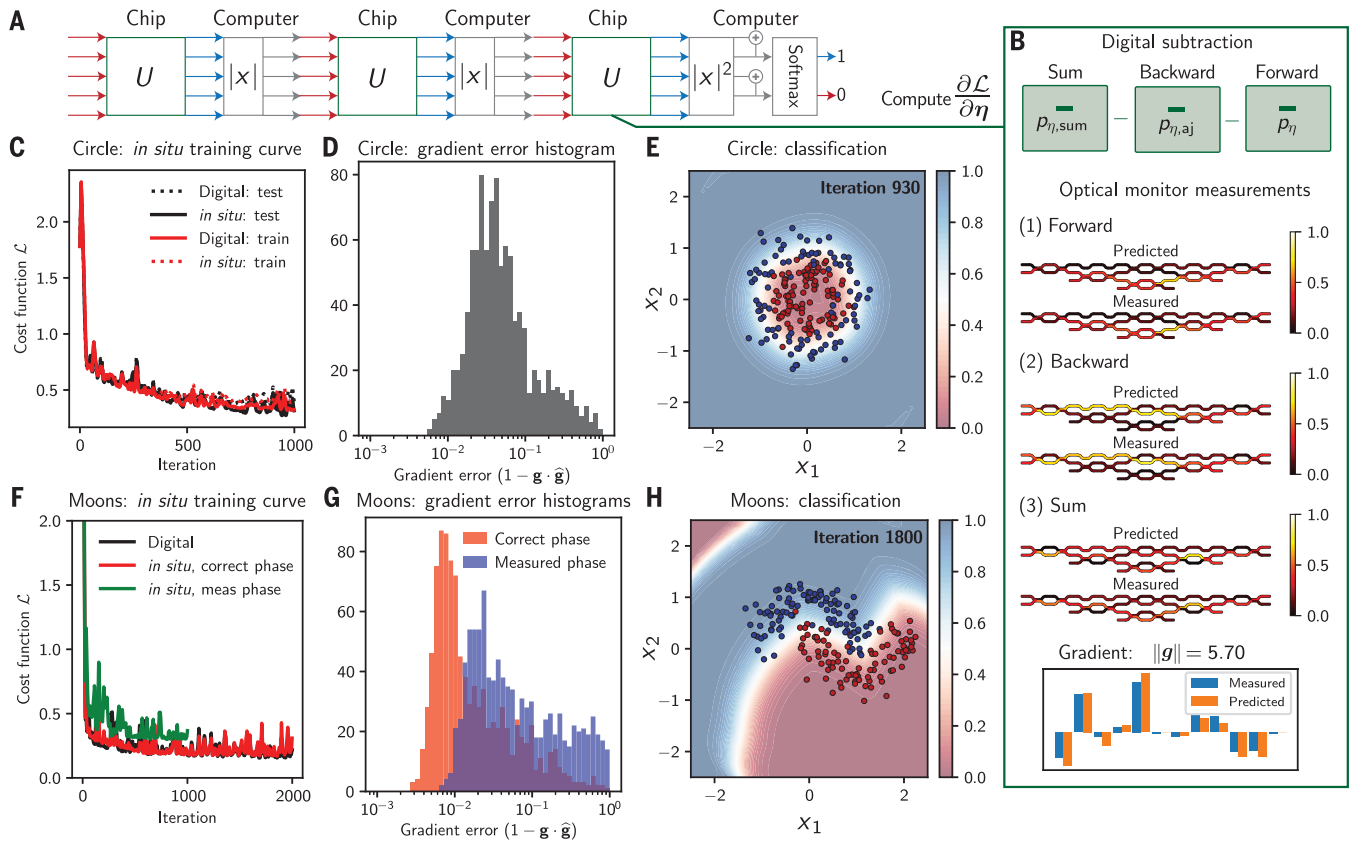 A
Chip
Computer
Chip
Computer
Chip
Computer
U
|x|
U
|x|
U
|x|²
Softmax
1
0
Compute ∂ℒ/∂η
B
Digital subtraction
Sum
Backward
Forward
pη,sum − pη,aj − pη
Optical monitor measurements
(1) Forward
Predicted
Measured
1.0
0.5
0.0
(2) Backward
Predicted
Measured
1.0
0.5
0.0
(3) Sum
Predicted
Measured
1.0
0.5
0.0
Gradient: ‖g‖ = 5.70
Measured
Predicted
C
Circle: in situ training curve
Digital: test
in situ: test
Digital: train
in situ: train
Cost function ℒ
2.0
1.5
1.0
0.5
0
500
1000
Iteration
D
Circle: gradient error histogram
80
60
40
20
0
10⁻³
10⁻²
10⁻¹
10⁰
Gradient error (1 − g · ĝ)
E
Circle: classification
Iteration 930
x₂
2
1
0
−1
−2
−2
0
2
x₁
1.0
0.8
0.6
0.4
0.2
0.0
F
Moons: in situ training curve
Digital
in situ, correct phase
in situ, meas phase
Cost function ℒ
2.0
1.5
1.0
0.5
0.0
0
1000
2000
Iteration
G
Moons: gradient error histograms
Correct phase
Measured phase
80
60
40
20
0
10⁻³
10⁻²
10⁻¹
10⁰
Gradient error (1 − g · ĝ)
H
Moons: classification
Iteration 1800
x₂
2
1
0
−1
−2
−2
0
2
x₁
1.0
0.8
0.6
0.4
0.2
0.0